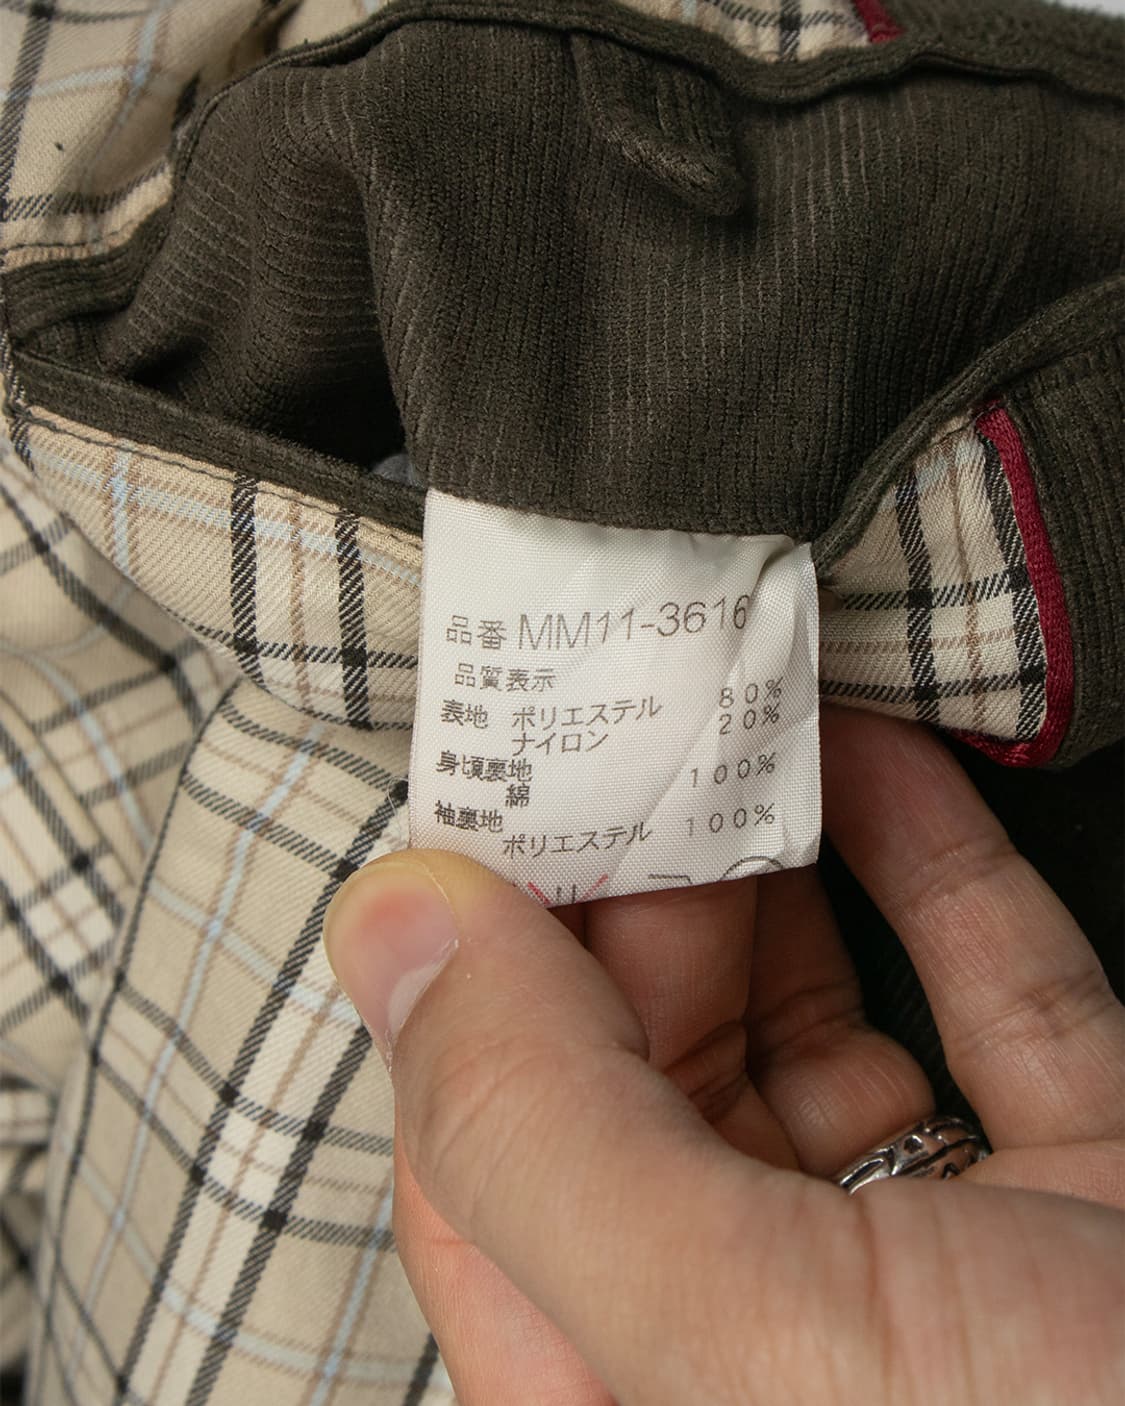 品番 MM11-3616
品質表示
表地 ポリエステル 80%
ナイロン 20%
身頃裏地
綿 100%
袖裏地
ポリエステル 100%